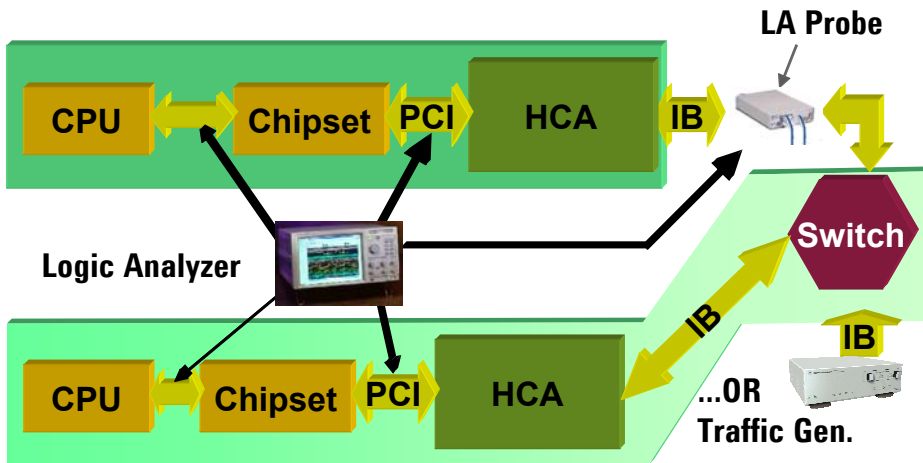 LA Probe
CPU
Chipset
PCI
HCA
IB
Switch
Logic Analyzer
IB
IB
CPU
Chipset
PCI
HCA
...OR
Traffic Gen.